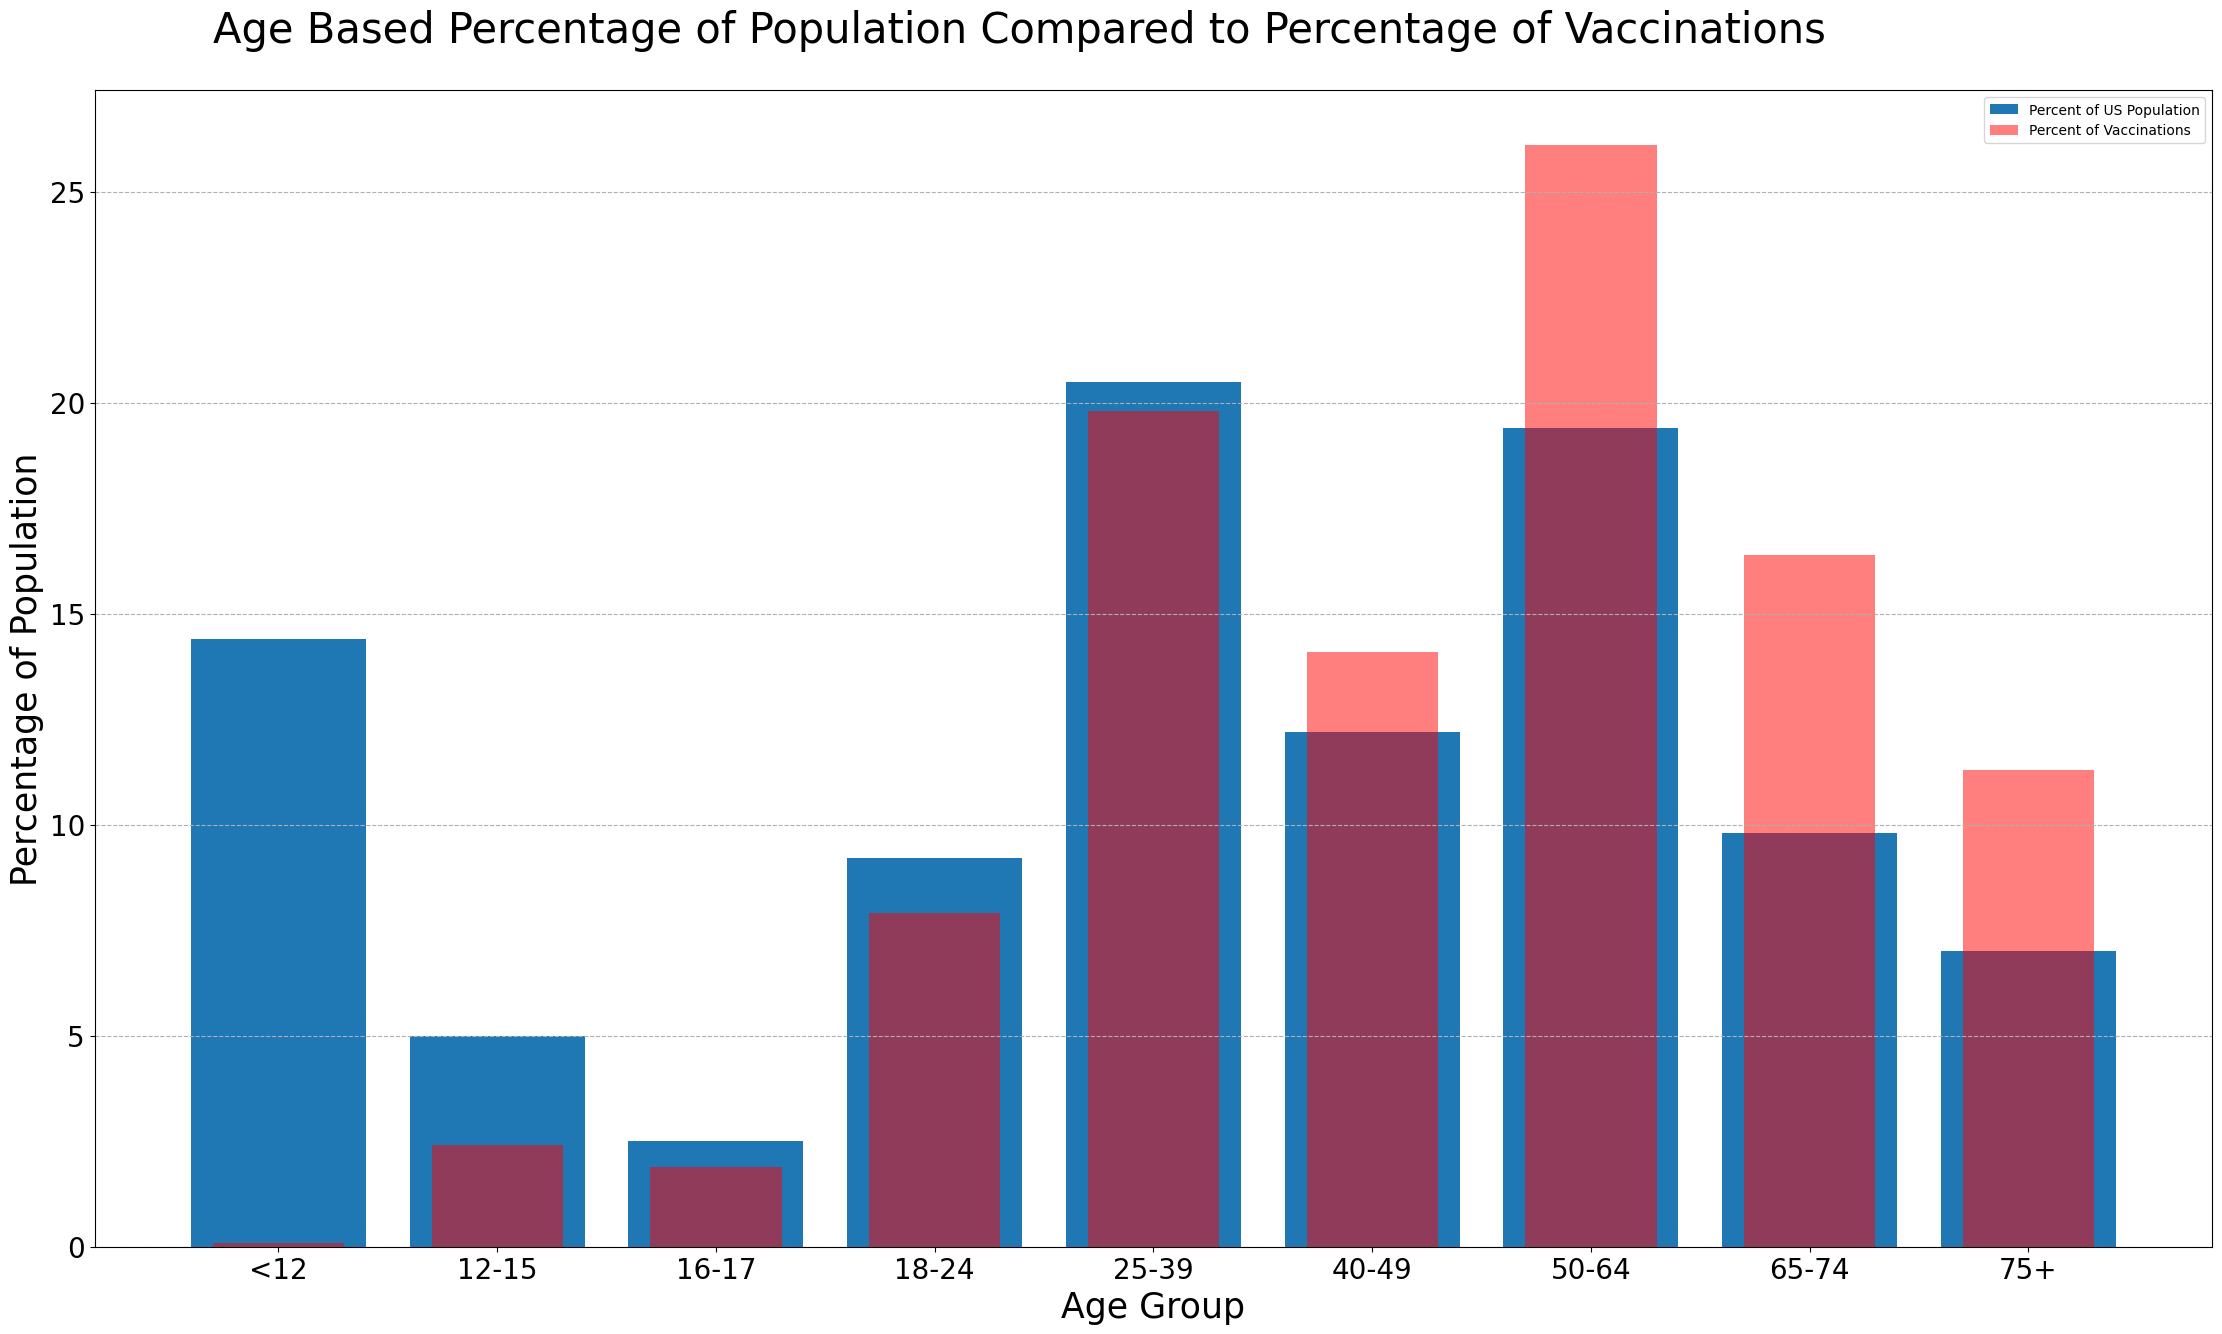 Age Based Percentage of Population Compared to Percentage of Vaccinations
Percent of US Population
Percent of Vaccinations
Percentage of Population
25
20
15
10
5
0
<12 12-15 16-17 18-24 25-39 40-49 50-64 65-74 75+
Age Group